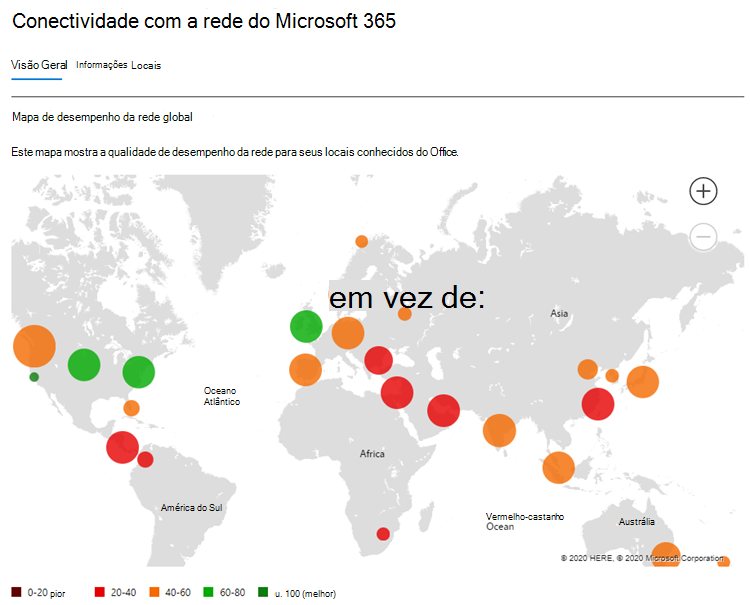 Conectividade com a rede do Microsoft 365
Visão Geral Informações Locais
Mapa de desempenho da rede global
Este mapa mostra a qualidade de desempenho da rede para seus locais conhecidos do Office.
em vez de:
Asia
Oceano
Atlântico
Africa
América do Sul
Vermelho-castanho
Ocean
Austrália
© 2020 HERE, © 2020 Microsoft Corporation
0-20 pior 20-40 40-60 60-80 u. 100 (melhor)